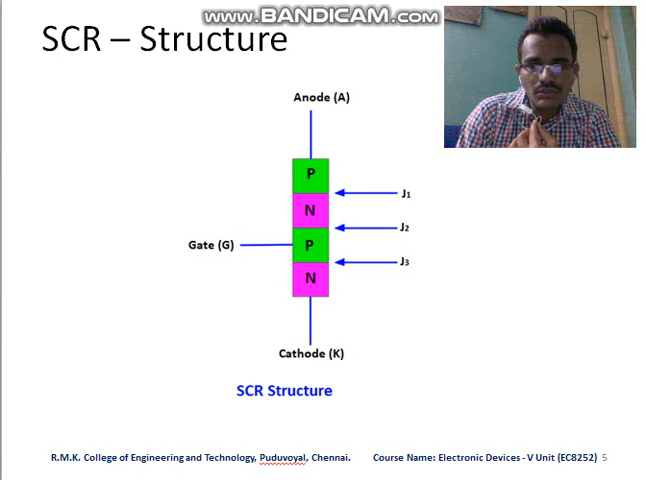 www.BANDICAM.com
SCR – Structure
Anode (A)
P
J1
N
J2
Gate (G)
P
J3
N
Cathode (K)
SCR Structure
R.M.K. College of Engineering and Technology, Puduvoyal, Chennai.
Course Name: Electronic Devices - V Unit (EC8252)
5